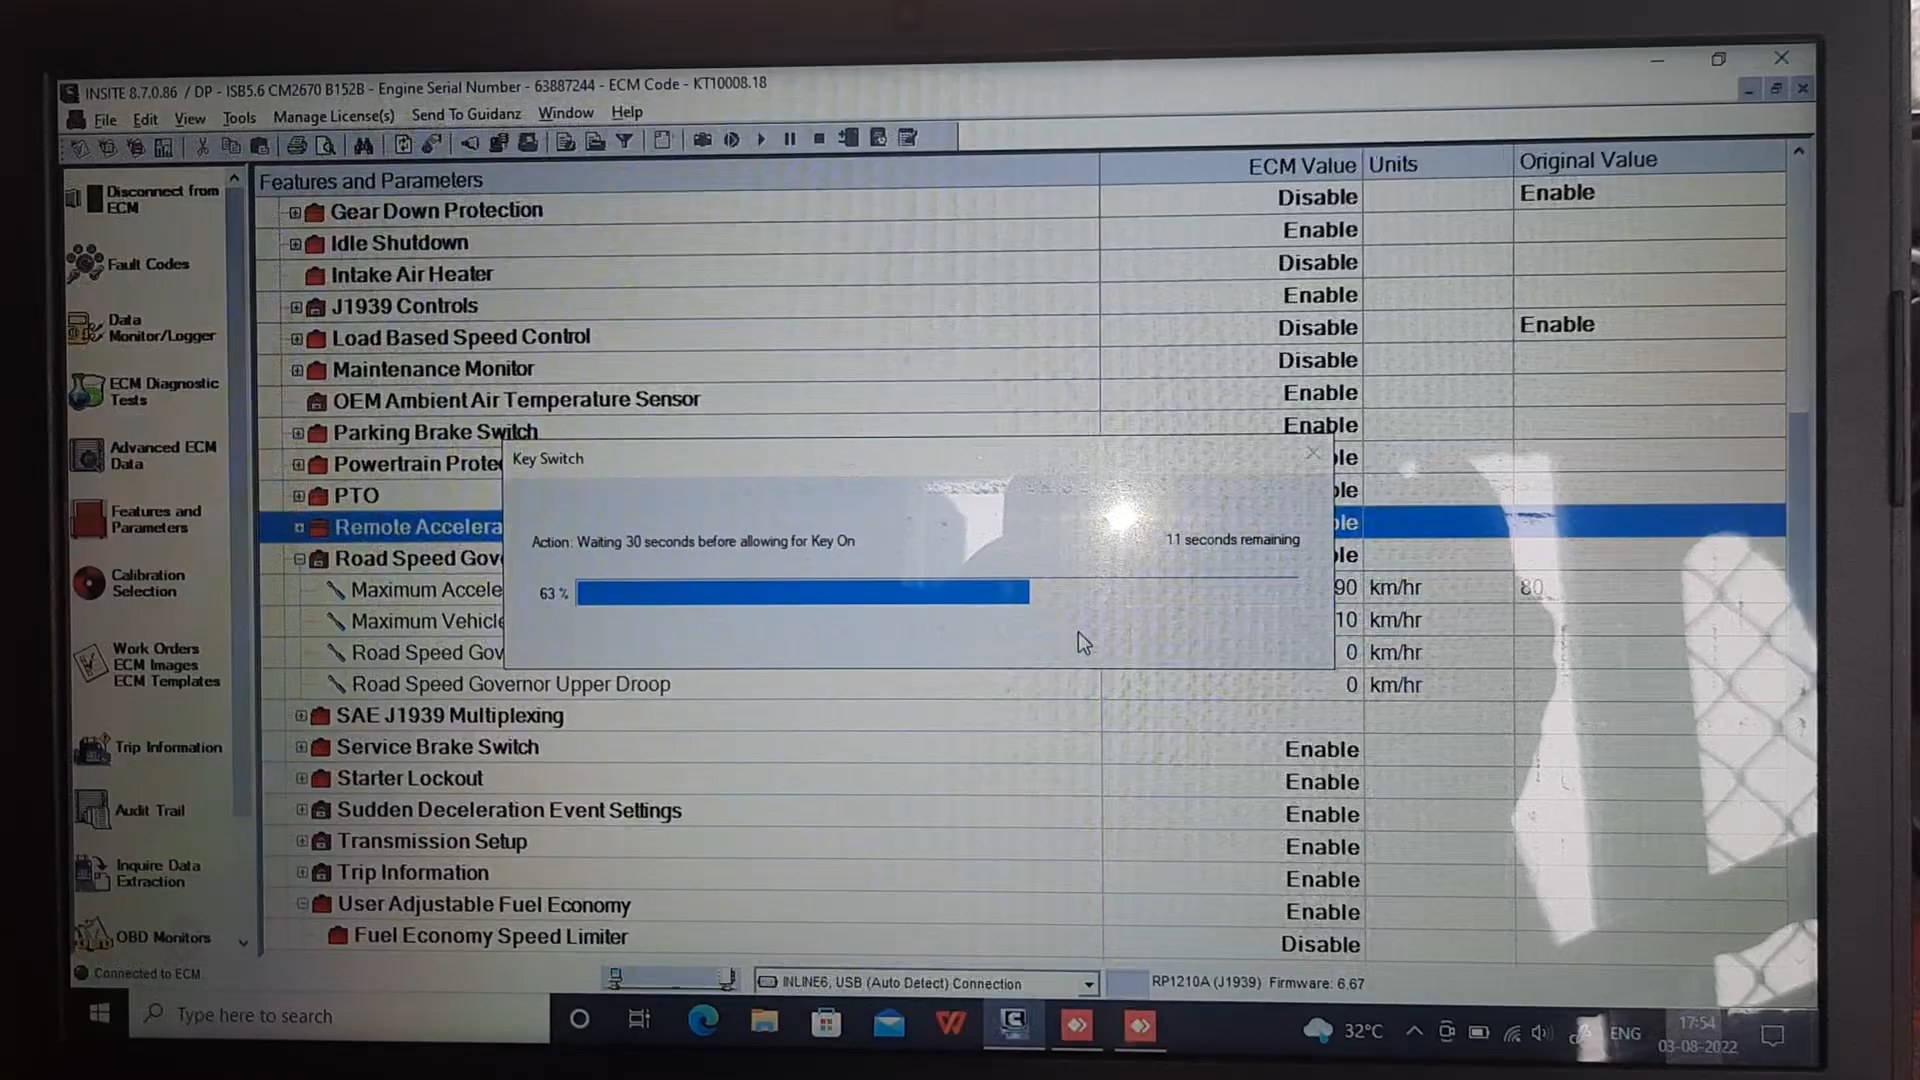 INSITE 8.7.0.86 / DP - ISB5.6 CM2670 B152B - Engine Serial Number - 63887244 - ECM Code - KT10008.18
File Edit View Tools Manage License(s) Send To Guidanz Window Help
Features and Parameters ECM Value Units Original Value
Gear Down Protection Disable Enable
Idle Shutdown Enable
Intake Air Heater Disable
J1939 Controls Enable
Load Based Speed Control Disable Enable
Maintenance Monitor Disable
OEM Ambient Air Temperature Sensor Enable
Parking Brake Switch Enable
Powertrain Prote ble
PTO ble
Remote Accelera ble
Road Speed Gov ble
Maximum Accele 90 km/hr 80
Maximum Vehicle 10 km/hr
Road Speed Gov 0 km/hr
Road Speed Governor Upper Droop 0 km/hr
SAE J1939 Multiplexing
Service Brake Switch Enable
Starter Lockout Enable
Sudden Deceleration Event Settings Enable
Transmission Setup Enable
Trip Information Enable
User Adjustable Fuel Economy Enable
Fuel Economy Speed Limiter Disable
Key Switch
Action: Waiting 30 seconds before allowing for Key On 11 seconds remaining
63 %
Disconnect from
ECM
Fault Codes
Data
Monitor/Logger
ECM Diagnostic
Tests
Advanced ECM
Data
Features and
Parameters
Calibration
Selection
Work Orders
ECM Images
ECM Templates
Trip Information
Audit Trail
Inquire Data
Extraction
OBD Monitors
Connected to ECM.
INLINE6, USB (Auto Detect) Connection RP1210A (J1939) Firmware: 6.67
Type here to search
32°C ENG 17:54
03-08-2022